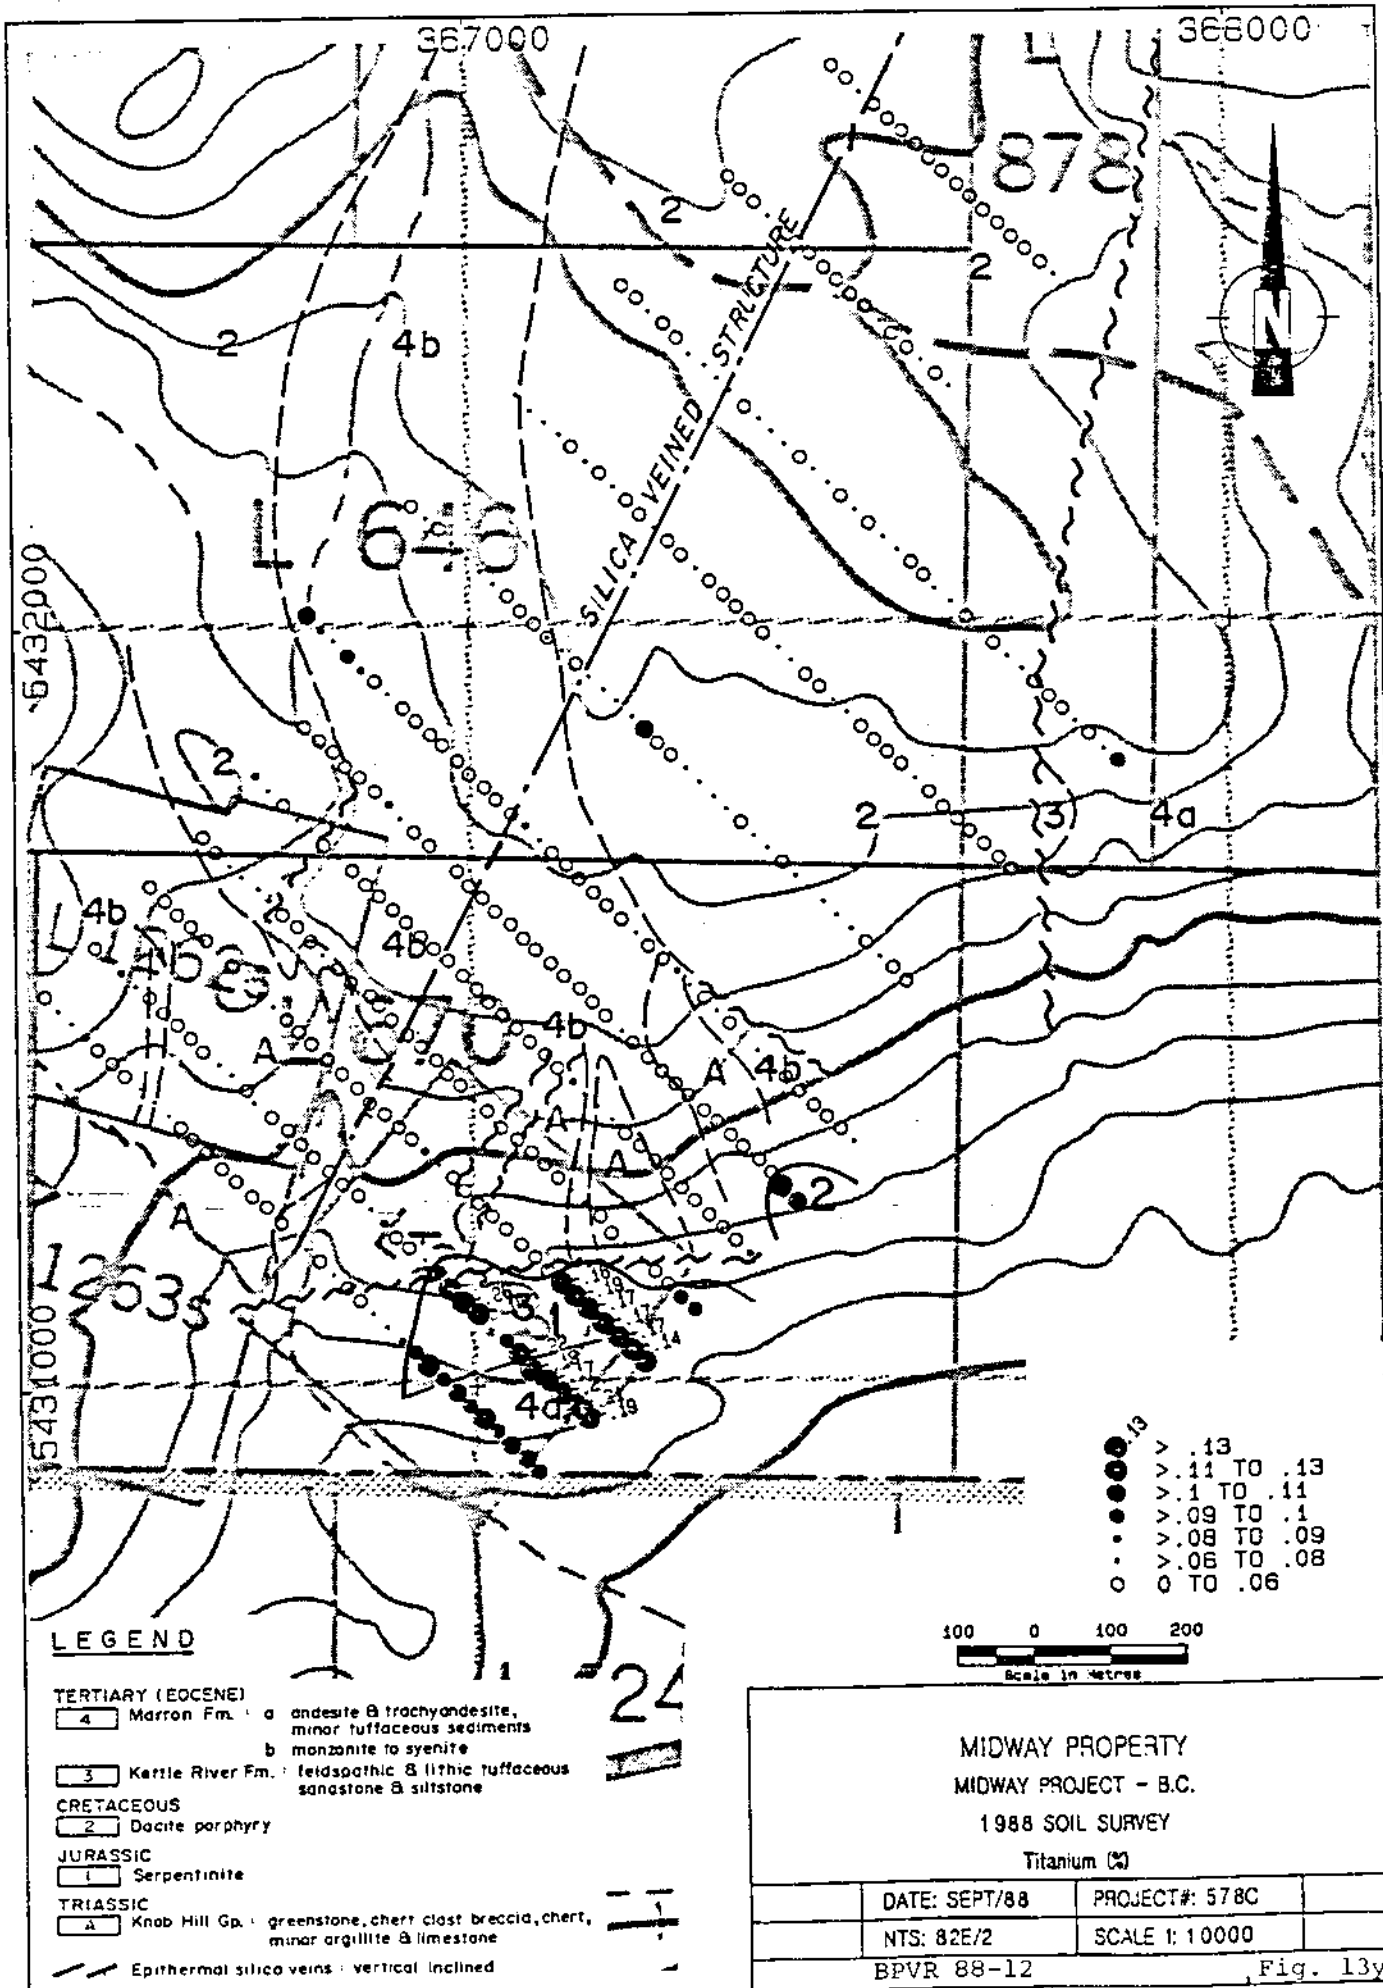 367000
368000
L
878
2
2
2
4b
SILICA VEINED STRUCTURE
L 646
5432000
2
2
3
4a
4b
4b
4b
A
A
4b
A
A
2
A
1263s
3
1
5431000
.13
> .13
>.11 TO .13
>.1 TO .11
>.09 TO .1
>.08 TO .09
>.06 TO .08
0 TO .06
1
100 0 100 200
Scale in Metres
LEGEND
1
24
TERTIARY (EOCENE)
4 Marron Fm. : a andesite & trachyandesite,
minor tuffaceous sediments
b monzonite to syenite
3 Kettle River Fm. : feldspathic & lithic tuffaceous
sandstone & siltstone
CRETACEOUS
2 Dacite porphyry
JURASSIC
1 Serpentinite
TRIASSIC
A Knob Hill Gp. : greenstone, chert clast breccia, chert,
minor argillite & limestone
Epithermal silica veins : vertical inclined
MIDWAY PROPERTY
MIDWAY PROJECT - B.C.
1988 SOIL SURVEY
Titanium (%)
DATE: SEPT/88 PROJECT#: 578C
NTS: 82E/2 SCALE 1: 10000
BPVR 88-12 Fig. 13y